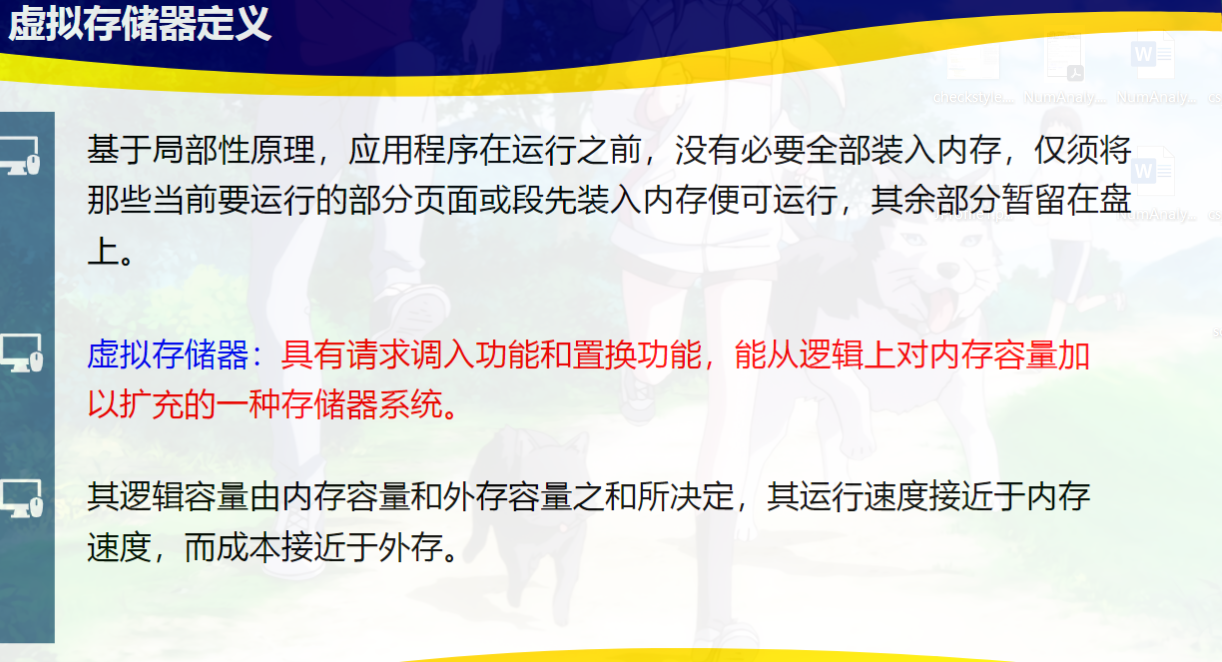 虚拟存储器定义
checkstyle... NumAnaly... NumAnaly...
基于局部性原理，应用程序在运行之前，没有必要全部装入内存，仅须将
那些当前要运行的部分页面或段先装入内存便可运行，其余部分暂留在盘
NumAnaly...
上。
虚拟存储器：具有请求调入功能和置换功能，能从逻辑上对内存容量加
以扩充的一种存储器系统。
其逻辑容量由内存容量和外存容量之和所决定，其运行速度接近于内存
速度，而成本接近于外存。